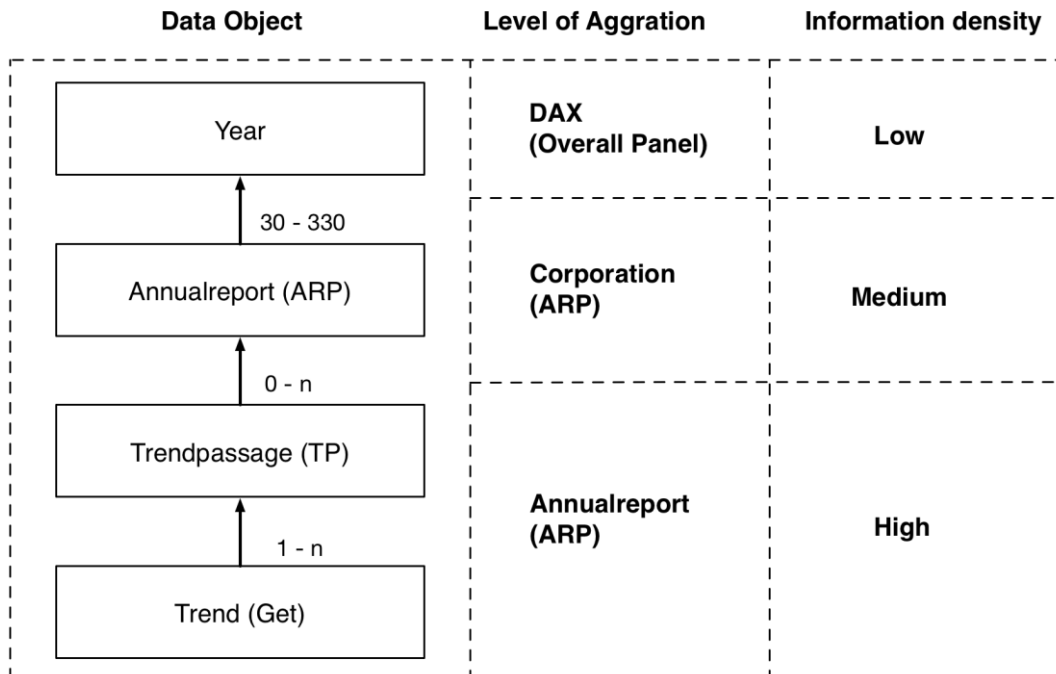 Data Object
Level of Aggration
Information density
Year
DAX
(Overall Panel)
Low
30 - 330
Annualreport (ARP)
Corporation
(ARP)
Medium
0 - n
Trendpassage (TP)
Annualreport
(ARP)
High
1 - n
Trend (Get)